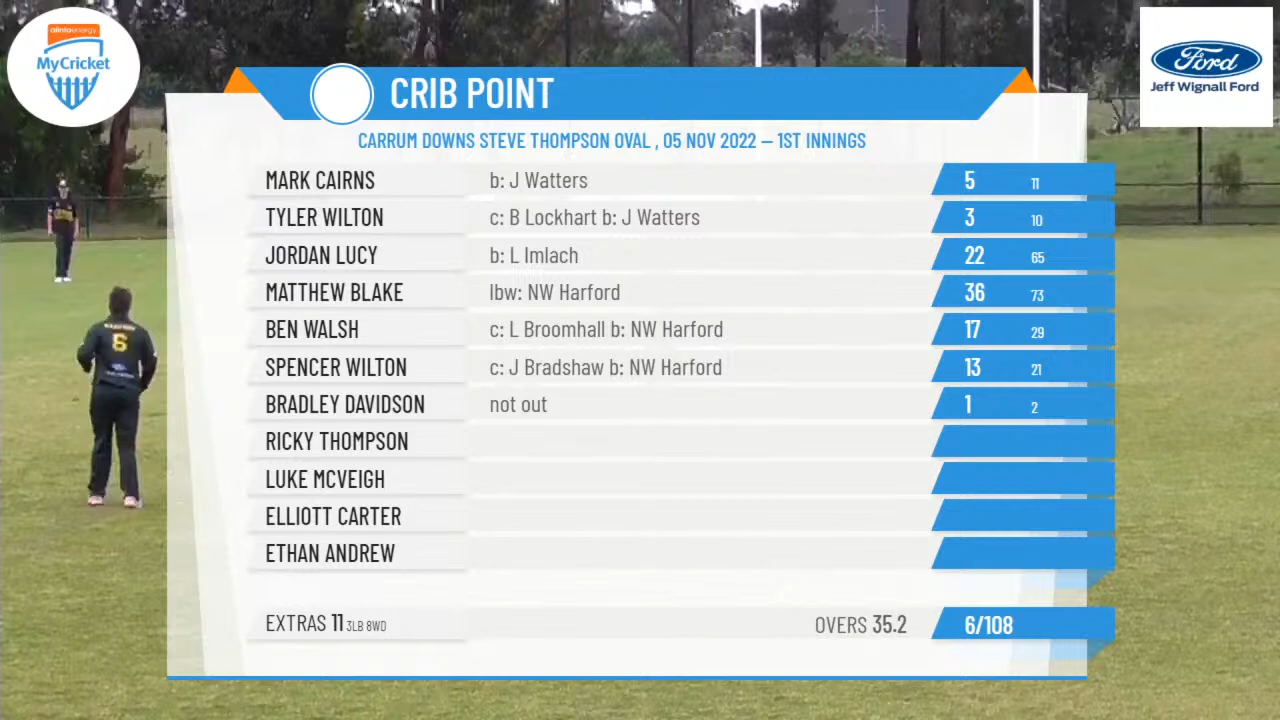 alintaenergy
MyCricket
Ford
Jeff Wignall Ford
CRIB POINT
CARRUM DOWNS STEVE THOMPSON OVAL , 05 NOV 2022 – 1ST INNINGS
MARK CAIRNS b: J Watters 5 11
TYLER WILTON c: B Lockhart b: J Watters 3 10
JORDAN LUCY b: L Imlach 22 65
MATTHEW BLAKE lbw: NW Harford 36 73
BEN WALSH c: L Broomhall b: NW Harford 17 29
SPENCER WILTON c: J Bradshaw b: NW Harford 13 21
BRADLEY DAVIDSON not out 1 2
RICKY THOMPSON
LUKE MCVEIGH
ELLIOTT CARTER
ETHAN ANDREW
EXTRAS 11 3LB 8WD OVERS 35.2 6/108
6